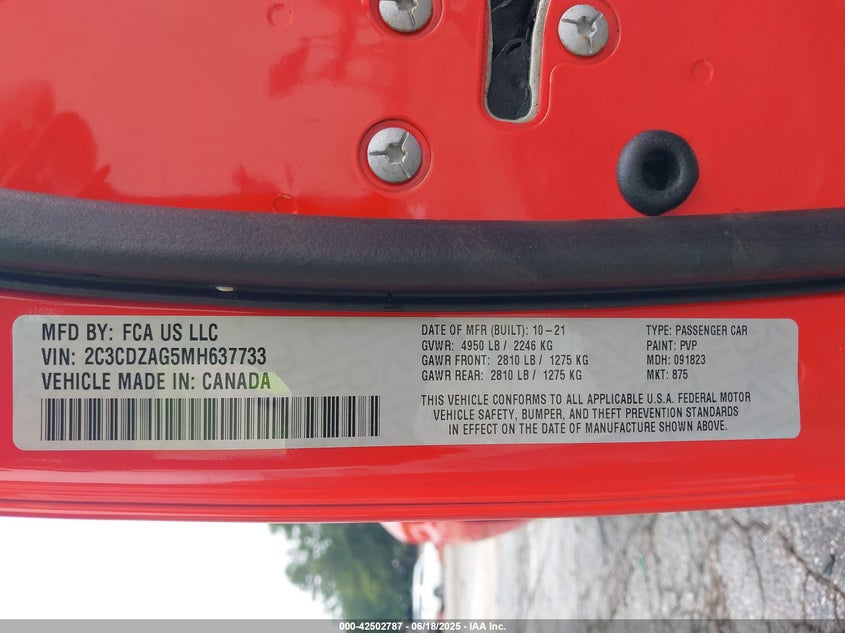 MFD BY: FCA US LLC
VIN: 2C3CDZAG5MH637733
VEHICLE MADE IN: CANADA
DATE OF MFR (BUILT): 10-21
GVWR: 4950 LB / 2246 KG
GAWR FRONT: 2810 LB / 1275 KG
GAWR REAR: 2810 LB / 1275 KG
TYPE: PASSENGER CAR
PAINT: PVP
MDH: 091823
MKT: 875
THIS VEHICLE CONFORMS TO ALL APPLICABLE U.S.A. FEDERAL MOTOR
VEHICLE SAFETY, BUMPER, AND THEFT PREVENTION STANDARDS
IN EFFECT ON THE DATE OF MANUFACTURE SHOWN ABOVE.
000-42502787 - 06/18/2025 - IAA Inc.